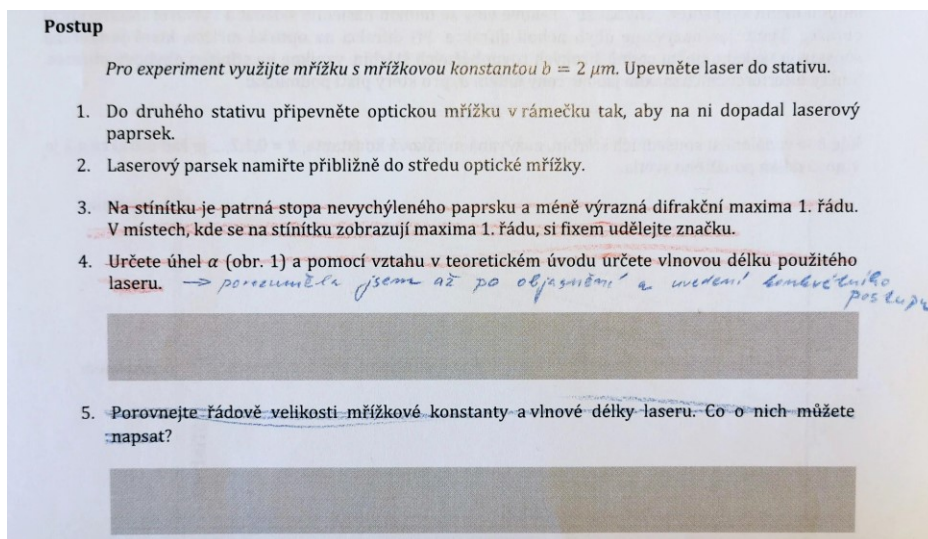 Postup
Pro experiment využijte mřížku s mřížkovou konstantou b = 2 μm. Upevněte laser do stativu.
1. Do druhého stativu připevněte optickou mřížku v rámečku tak, aby na ni dopadal laserový
paprsek.
2. Laserový parsek namiřte přibližně do středu optické mřížky.
3. Na stínítku je patrná stopa nevychýleného paprsku a méně výrazná difrakční maxima 1. řádu.
V místech, kde se na stínítku zobrazují maxima 1. řádu, si fixem udělejte značku.
4. Určete úhel α (obr. 1) a pomocí vztahu v teoretickém úvodu určete vlnovou délku použitého
laseru. → porozuměla jsem až po objasnění a uvedení konkrétního
postupu
5. Porovnejte řádově velikosti mřížkové konstanty a vlnové délky laseru. Co o nich můžete
napsat?